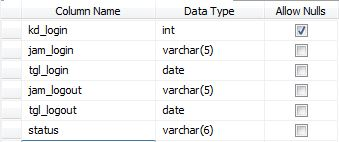 Column Name Data Type Allow Nulls
kd_login int
jam_login varchar(5)
tgl_login date
jam_logout varchar(5)
tgl_logout date
status varchar(6)